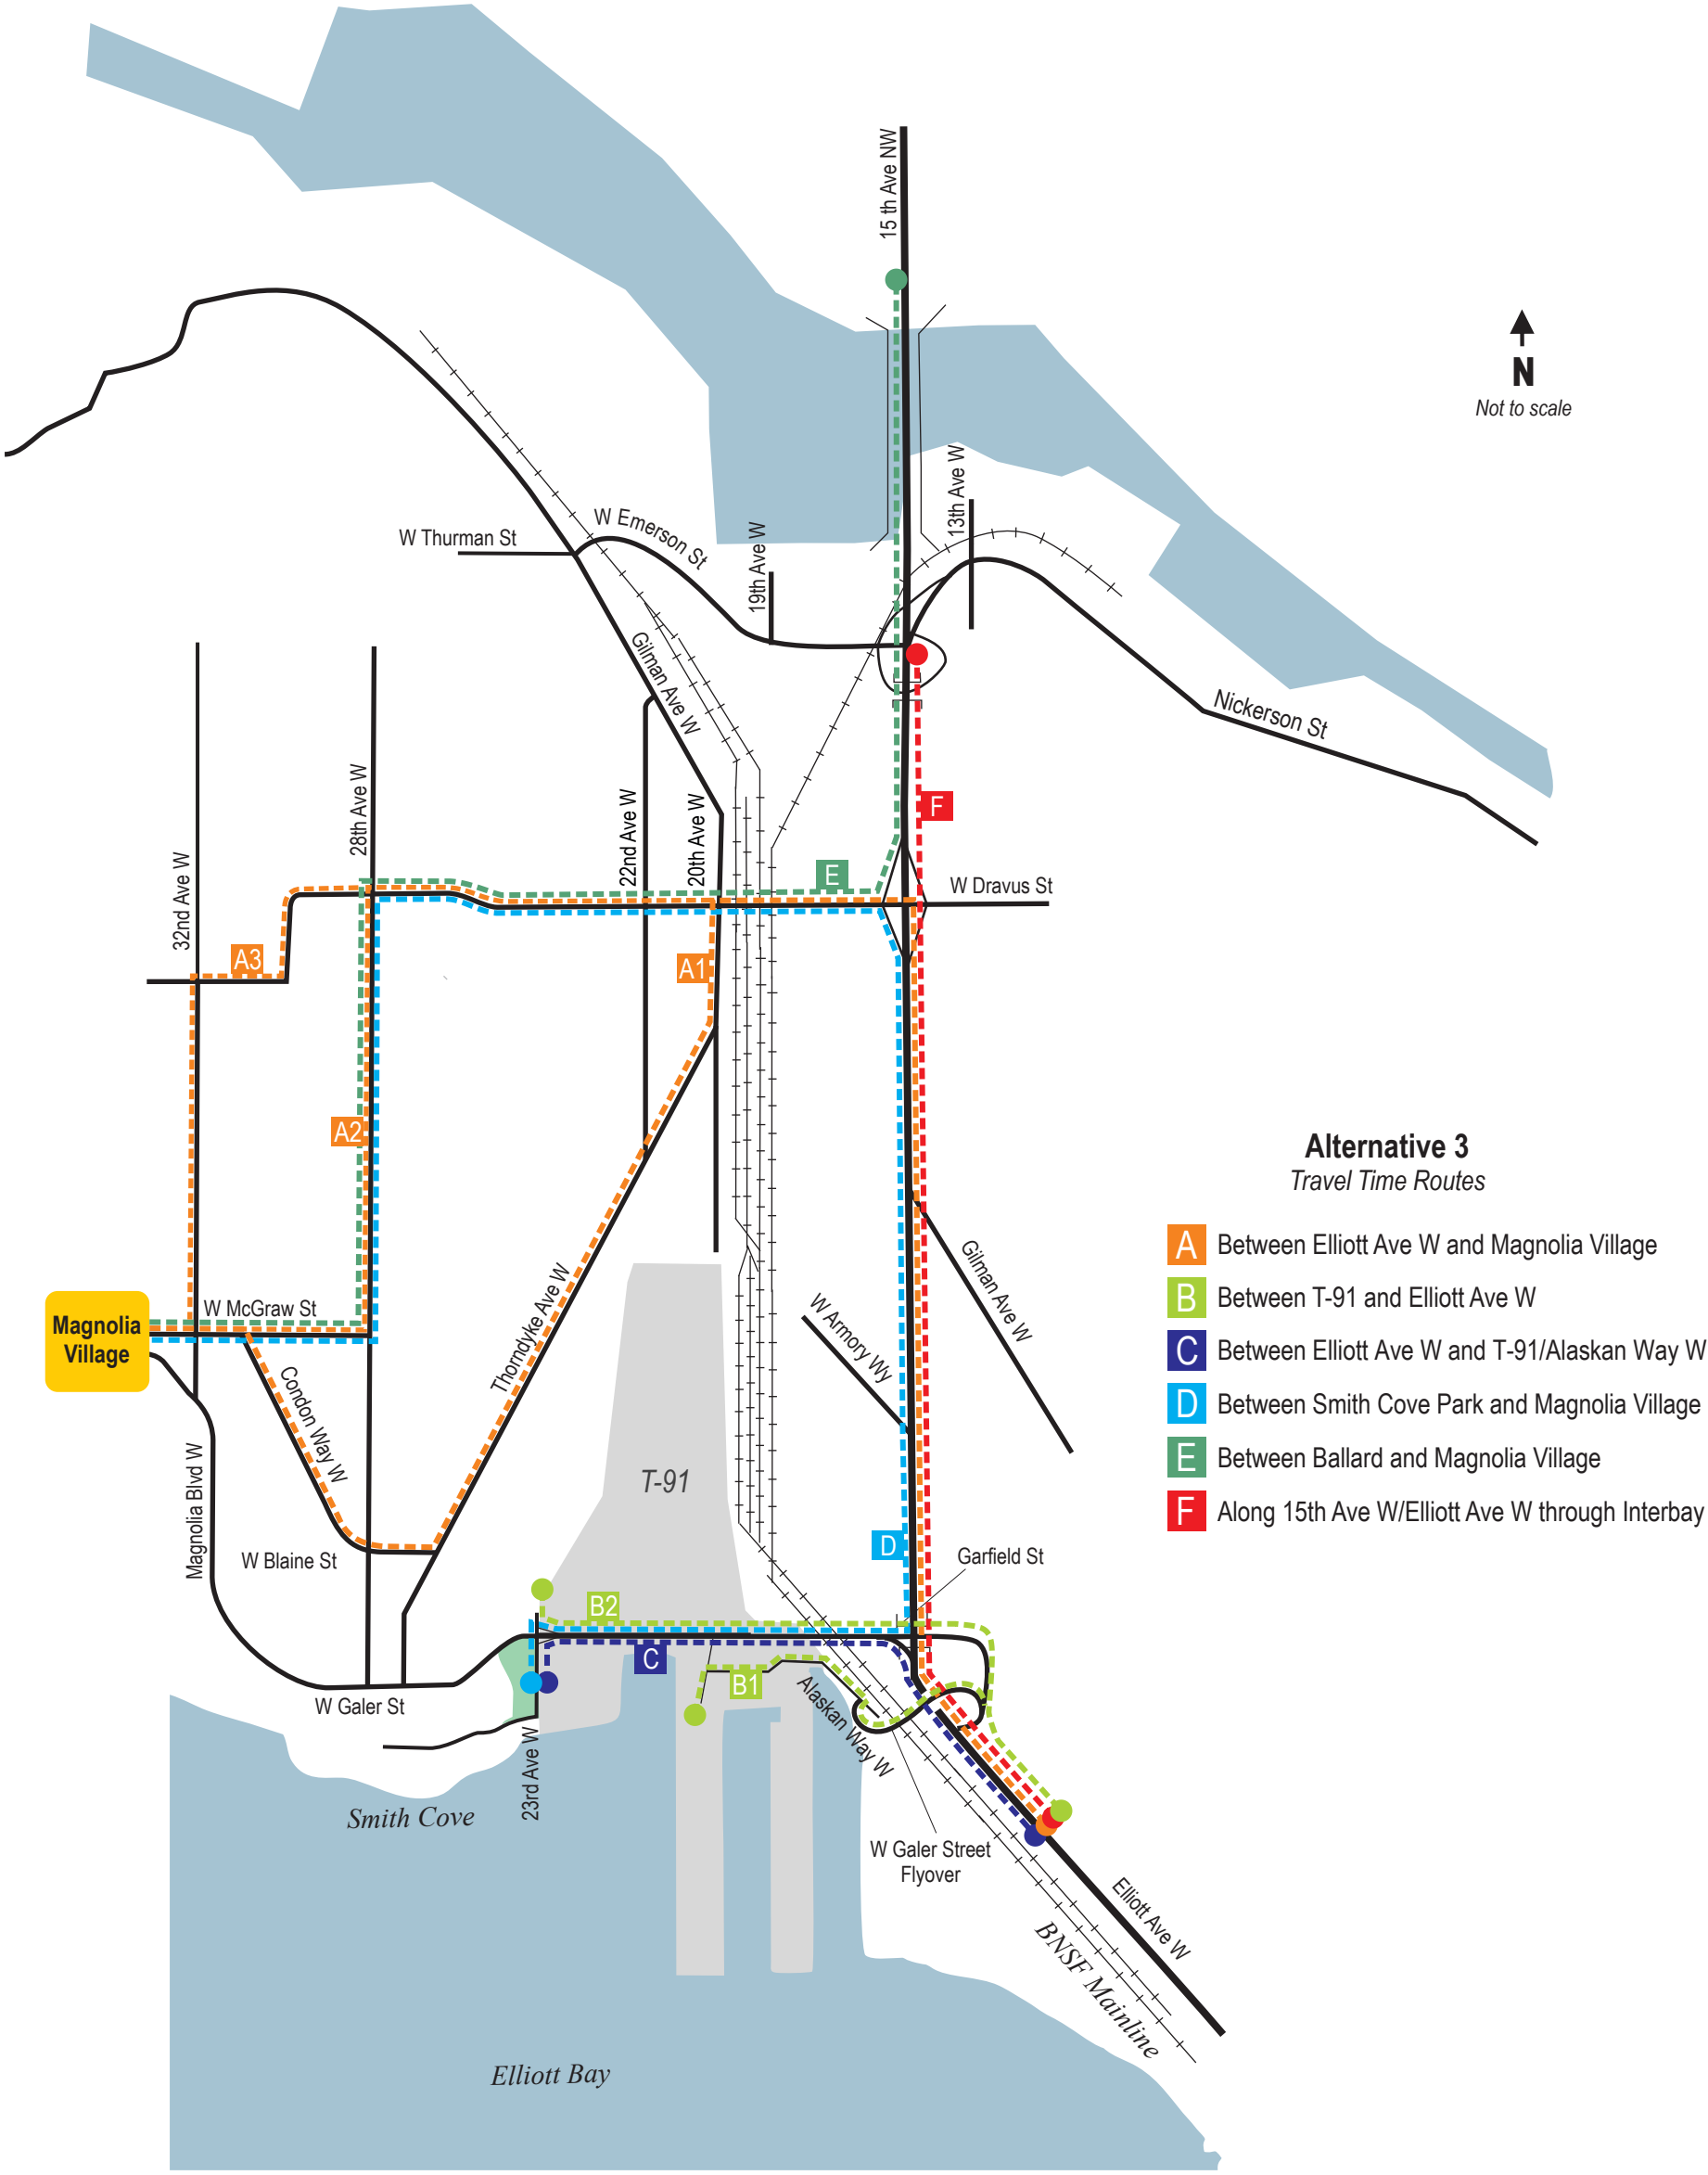 15 th Ave NW
N
Not to scale
13th Ave W
W Emerson St
W Thurman St
19th Ave W
Gilman Ave W
Nickerson St
28th Ave W
22nd Ave W
20th Ave W
F
32nd Ave W
E
W Dravus St
A3
A1
A2
Alternative 3
Travel Time Routes
A Between Elliott Ave W and Magnolia Village
B Between T-91 and Elliott Ave W
C Between Elliott Ave W and T-91/Alaskan Way W
D Between Smith Cove Park and Magnolia Village
E Between Ballard and Magnolia Village
F Along 15th Ave W/Elliott Ave W through Interbay
Gilman Ave W
W McGraw St
Magnolia
Village
Thorndyke Ave W
W Armory Wy
Condon Way W
Magnolia Blvd W
T-91
D
Garfield St
W Blaine St
B2
C
B1
W Galer St
Alaskan Way W
23rd Ave W
Smith Cove
W Galer Street
Flyover
Elliott Ave W
BNSF Mainline
Elliott Bay